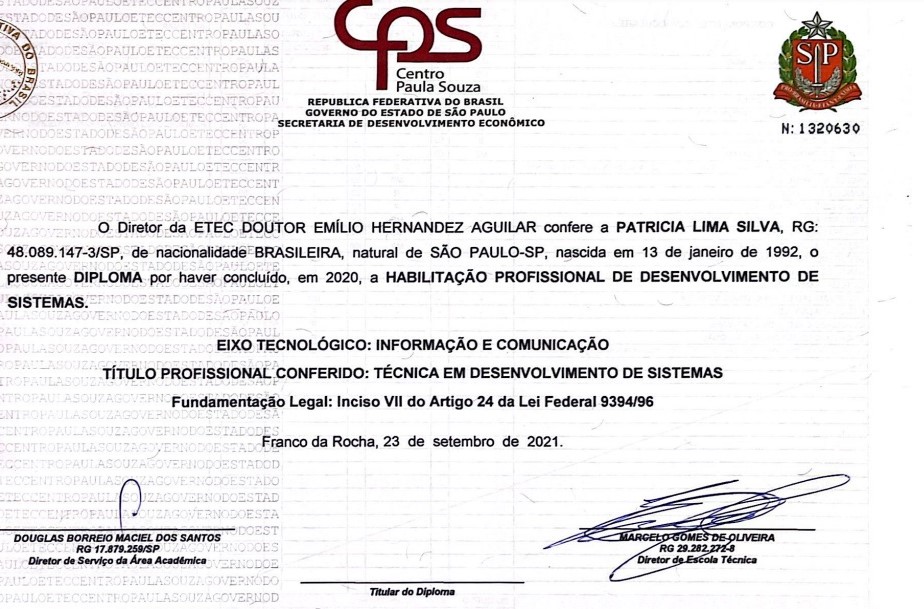 cps
Centro
Paula Souza
REPUBLICA FEDERATIVA DO BRASIL
GOVERNO DO ESTADO DE SÃO PAULO
SECRETARIA DE DESENVOLVIMENTO ECONÔMICO
SP
N: 1320630
O Diretor da ETEC DOUTOR EMÍLIO HERNANDEZ AGUILAR confere a PATRICIA LIMA SILVA, RG:
48.089.147-3/SP, de nacionalidade BRASILEIRA, natural de SÃO PAULO-SP, nascida em 13 de janeiro de 1992, o
presente DIPLOMA por haver concluído, em 2020, a HABILITAÇÃO PROFISSIONAL DE DESENVOLVIMENTO DE
SISTEMAS.
EIXO TECNOLÓGICO: INFORMAÇÃO E COMUNICAÇÃO
TÍTULO PROFISSIONAL CONFERIDO: TÉCNICA EM DESENVOLVIMENTO DE SISTEMAS
Fundamentação Legal: Inciso VII do Artigo 24 da Lei Federal 9394/96
Franco da Rocha, 23 de setembro de 2021.
DOUGLAS BORREIO MACIEL DOS SANTOS
RG 17.879.259/SP
Diretor de Serviço da Área Acadêmica
MARCELO GOMES DE OLIVEIRA
RG 29.282.272-8
Diretor de Escola Técnica
Titular do Diploma